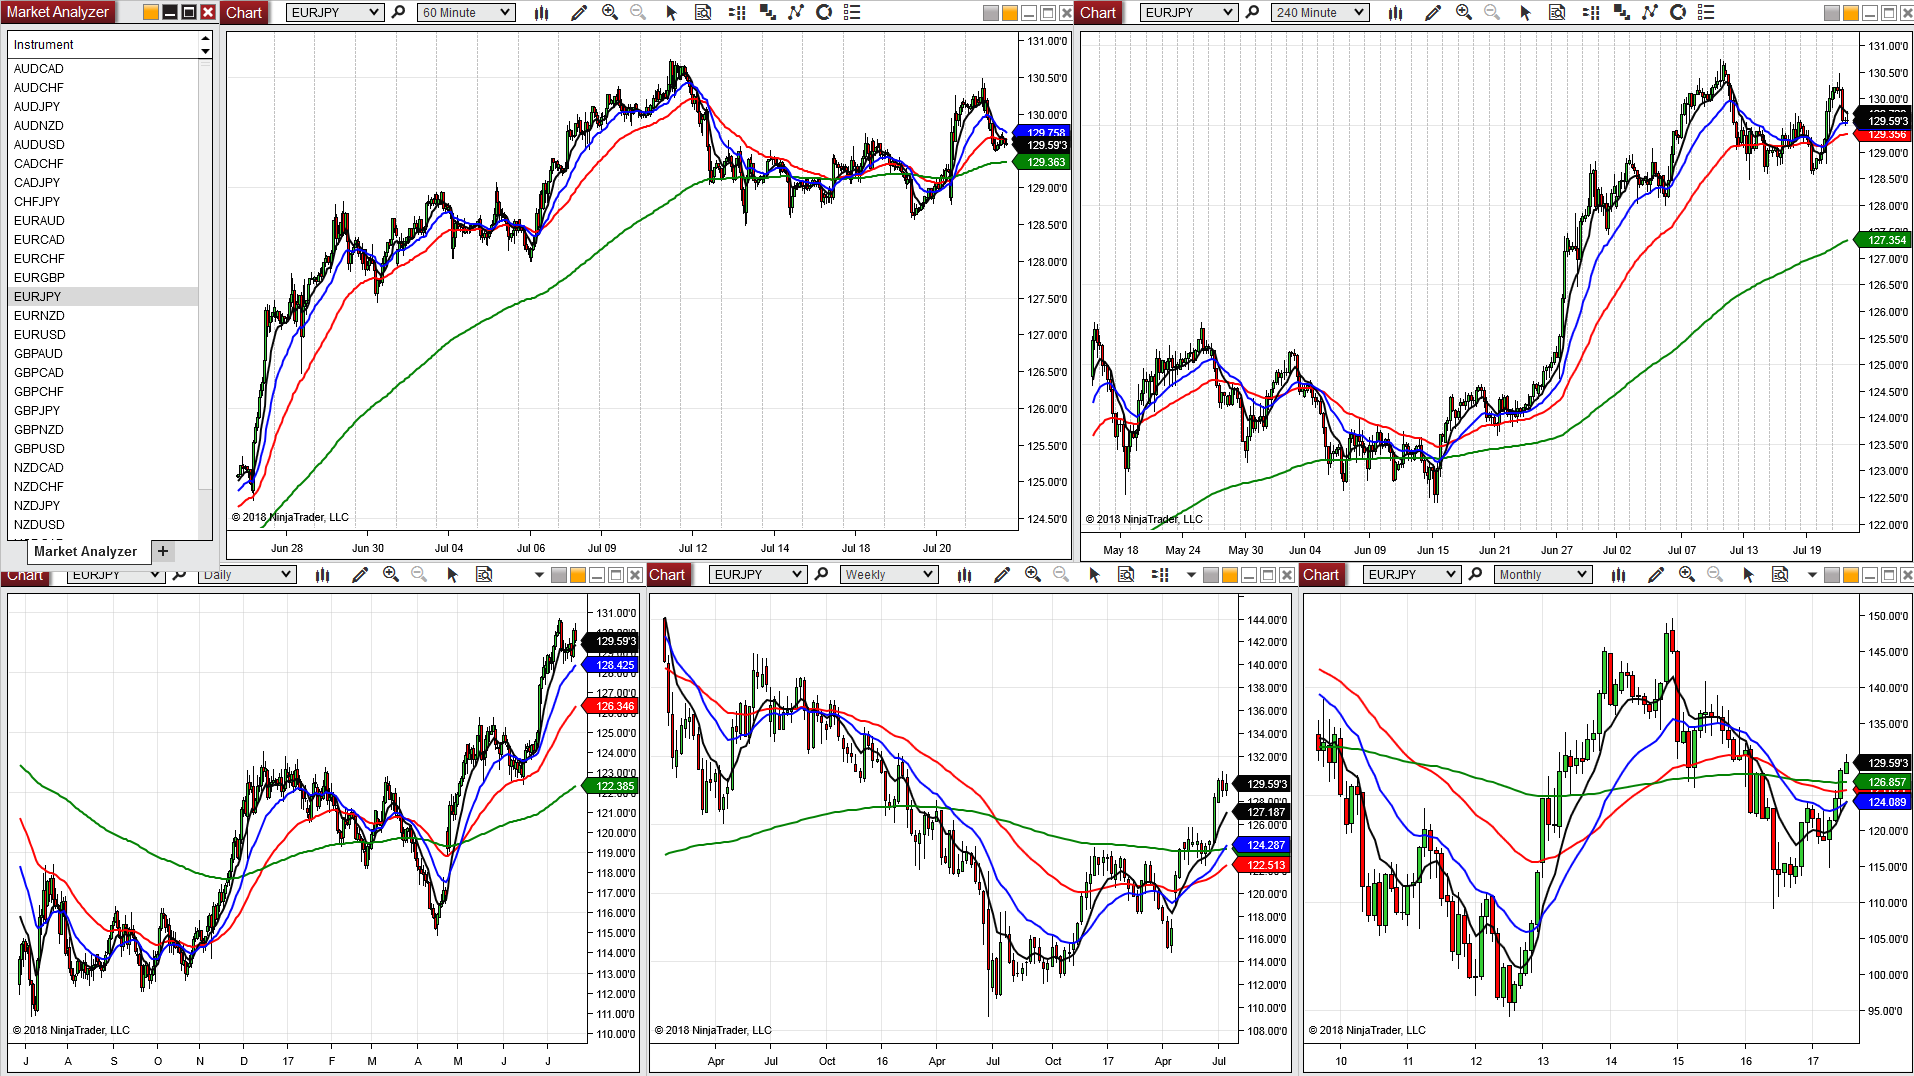 Market Analyzer
Instrument
AUDCAD
AUDCHF
AUDJPY
AUDNZD
AUDUSD
CADCHF
CADJPY
CHFJPY
EURAUD
EURCAD
EURCHF
EURGBP
EURJPY
EURNZD
EURUSD
GBPAUD
GBPCAD
GBPCHF
GBPJPY
GBPNZD
GBPUSD
NZDCAD
NZDCHF
NZDJPY
NZDUSD
Market Analyzer +
Chart EURJPY 60 Minute
131.00'0
130.50'0
130.00'0
129.758
129.59'3
129.363
129.00'0
128.50'0
128.00'0
127.50'0
127.00'0
126.50'0
126.00'0
125.50'0
125.00'0
124.50'0
© 2018 NinjaTrader, LLC
Jun 28 Jun 30 Jul 04 Jul 06 Jul 09 Jul 12 Jul 14 Jul 18 Jul 20
Chart EURJPY 240 Minute
131.00'0
130.50'0
130.00'0
129.59'3
129.356
129.00'0
128.50'0
128.00'0
127.354
127.00'0
126.50'0
126.00'0
125.50'0
125.00'0
124.50'0
124.00'0
123.50'0
123.00'0
122.50'0
122.00'0
© 2018 NinjaTrader, LLC
May 18 May 24 May 30 Jun 04 Jun 09 Jun 15 Jun 21 Jun 27 Jul 02 Jul 07 Jul 13 Jul 19
Chart EURJPY Daily
131.00'0
129.59'3
128.425
128.00'0
127.00'0
126.346
125.00'0
124.00'0
123.00'0
122.385
121.00'0
120.00'0
119.00'0
118.00'0
117.00'0
116.00'0
115.00'0
114.00'0
113.00'0
112.00'0
111.00'0
110.00'0
© 2018 NinjaTrader, LLC
J A S O N D 17 F M A M J J
Chart EURJPY Weekly
144.00'0
142.00'0
140.00'0
138.00'0
136.00'0
134.00'0
132.00'0
129.59'3
128.00'0
127.187
126.00'0
124.287
122.513
120.00'0
118.00'0
116.00'0
114.00'0
112.00'0
110.00'0
108.00'0
© 2018 NinjaTrader, LLC
Apr Jul Oct 16 Apr Jul Oct 17 Apr Jul
Chart EURJPY Monthly
150.00'0
145.00'0
140.00'0
135.00'0
129.59'3
126.857
124.089
120.00'0
115.00'0
110.00'0
105.00'0
100.00'0
95.00'0
© 2018 NinjaTrader, LLC
10 11 12 13 14 15 16 17